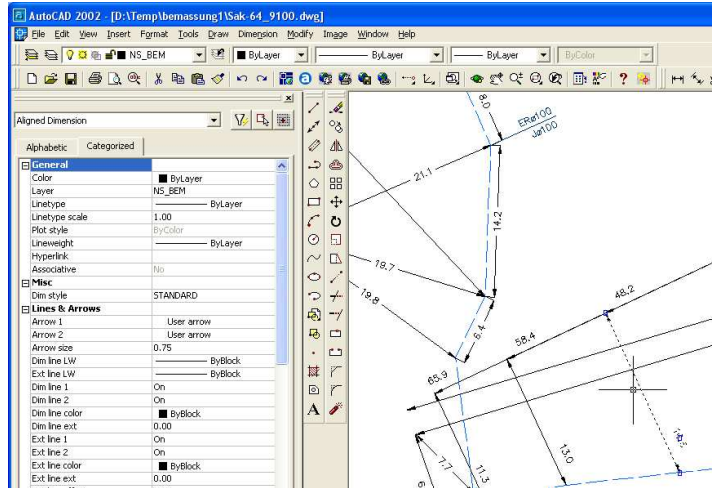 AutoCAD 2002 - [D:\Temp\bemassung1\Sak-64_9100.dwg]
File Edit View Insert Format Tools Draw Dimension Modify Image Window Help
NS_BEM ByLayer ByLayer ByLayer ByColor
Aligned Dimension
Alphabetic Categorized
General
Color ByLayer
Layer NS_BEM
Linetype ByLayer
Linetype scale 1.00
Plot style ByColor
Lineweight ByLayer
Hyperlink
Associative No
Misc
Dim style STANDARD
Lines & Arrows
Arrow 1 User arrow
Arrow 2 User arrow
Arrow size 0.75
Dim line LW ByBlock
Ext line LW ByBlock
Dim line 1 On
Dim line 2 On
Dim line color ByBlock
Dim line ext 0.00
Ext line 1 On
Ext line 2 On
Ext line color ByBlock
Ext line ext 0.00
A
8.0
ERø100
Jø100
21.1
14.2
19.7
19.8
6.4
48.2
58.4
65.9
13.0
11.3
7.7